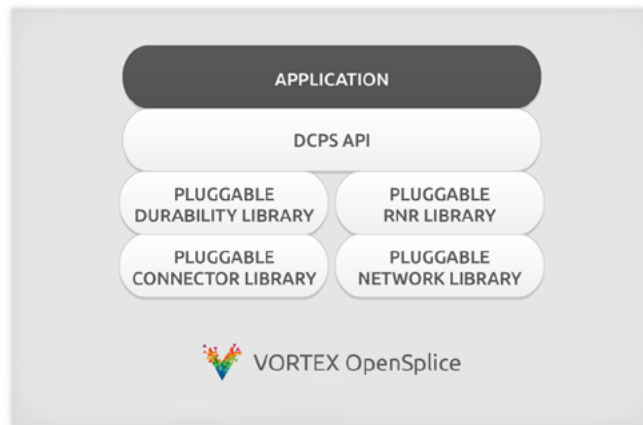 APPLICATION
DCPS API
PLUGGABLE
DURABILITY LIBRARY
PLUGGABLE
RNR LIBRARY
PLUGGABLE
CONNECTOR LIBRARY
PLUGGABLE
NETWORK LIBRARY
VORTEX OpenSplice